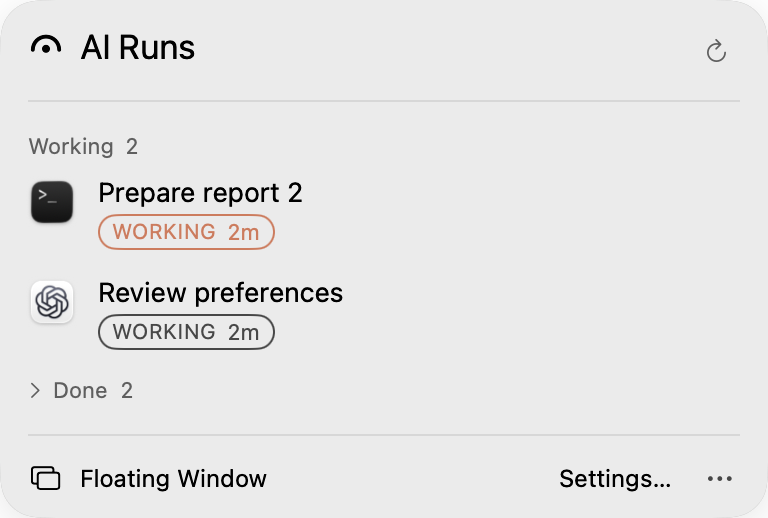 AI Runs
Working 2
>_
Prepare report 2
WORKING 2m
Review preferences
WORKING 2m
Done 2
Floating Window
Settings...